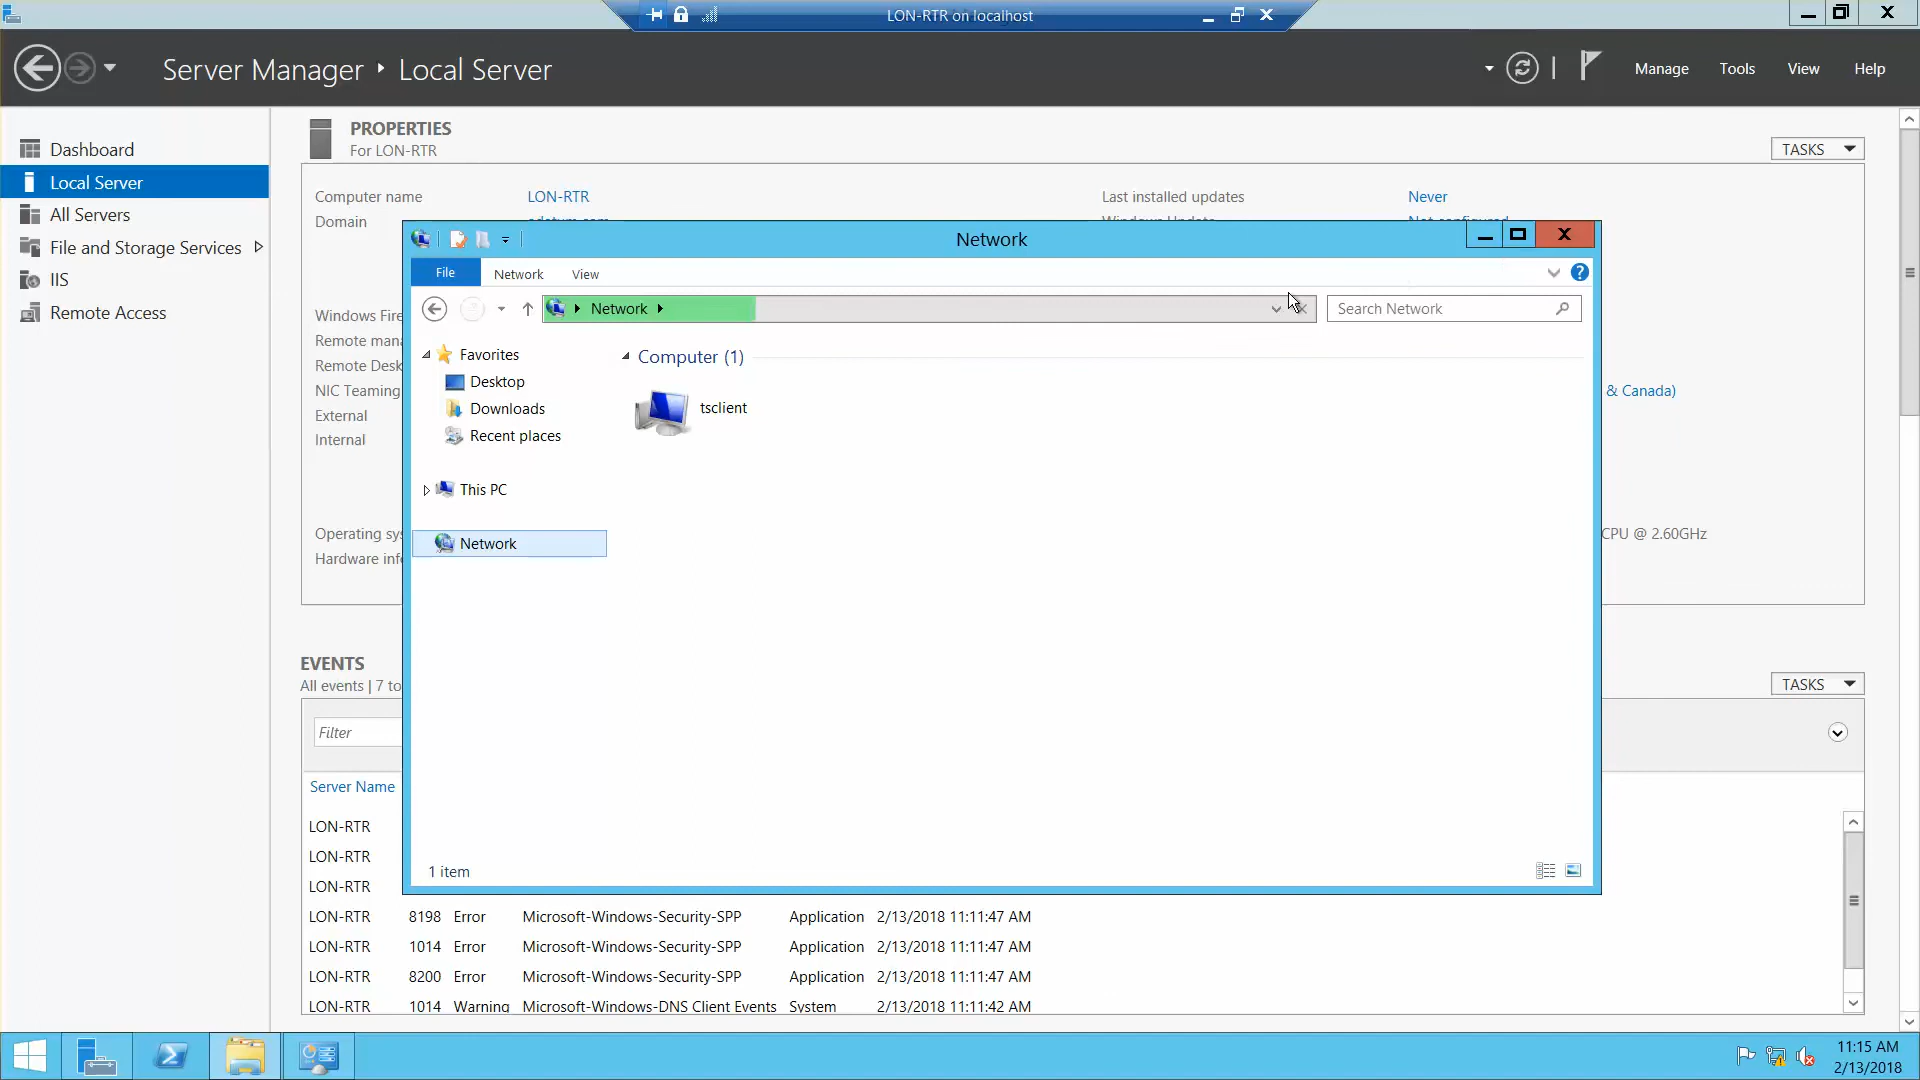 LON-RTR on localhost
Server Manager
Local Server
Manage
Tools
View
Help
Dashboard
Local Server
All Servers
File and Storage Services
IIS
Remote Access
PROPERTIES
For LON-RTR
TASKS
Computer name
LON-RTR
Last installed updates
Never
Domain
Windows Fire
Remote mana
Remote Desk
NIC Teaming
& Canada)
External
Internal
Operating sys
CPU @ 2.60GHz
Hardware info
Network
File
Network
View
Network
Search Network
Favorites
Desktop
Downloads
Recent places
This PC
Network
Computer (1)
tsclient
1 item
EVENTS
All events | 7 to
TASKS
Filter
Server Name
LON-RTR
LON-RTR
LON-RTR
LON-RTR 8198 Error Microsoft-Windows-Security-SPP Application 2/13/2018 11:11:47 AM
LON-RTR 1014 Error Microsoft-Windows-Security-SPP Application 2/13/2018 11:11:47 AM
LON-RTR 8200 Error Microsoft-Windows-Security-SPP Application 2/13/2018 11:11:47 AM
LON-RTR 1014 Warning Microsoft-Windows-DNS Client Events System 2/13/2018 11:11:42 AM
11:15 AM
2/13/2018